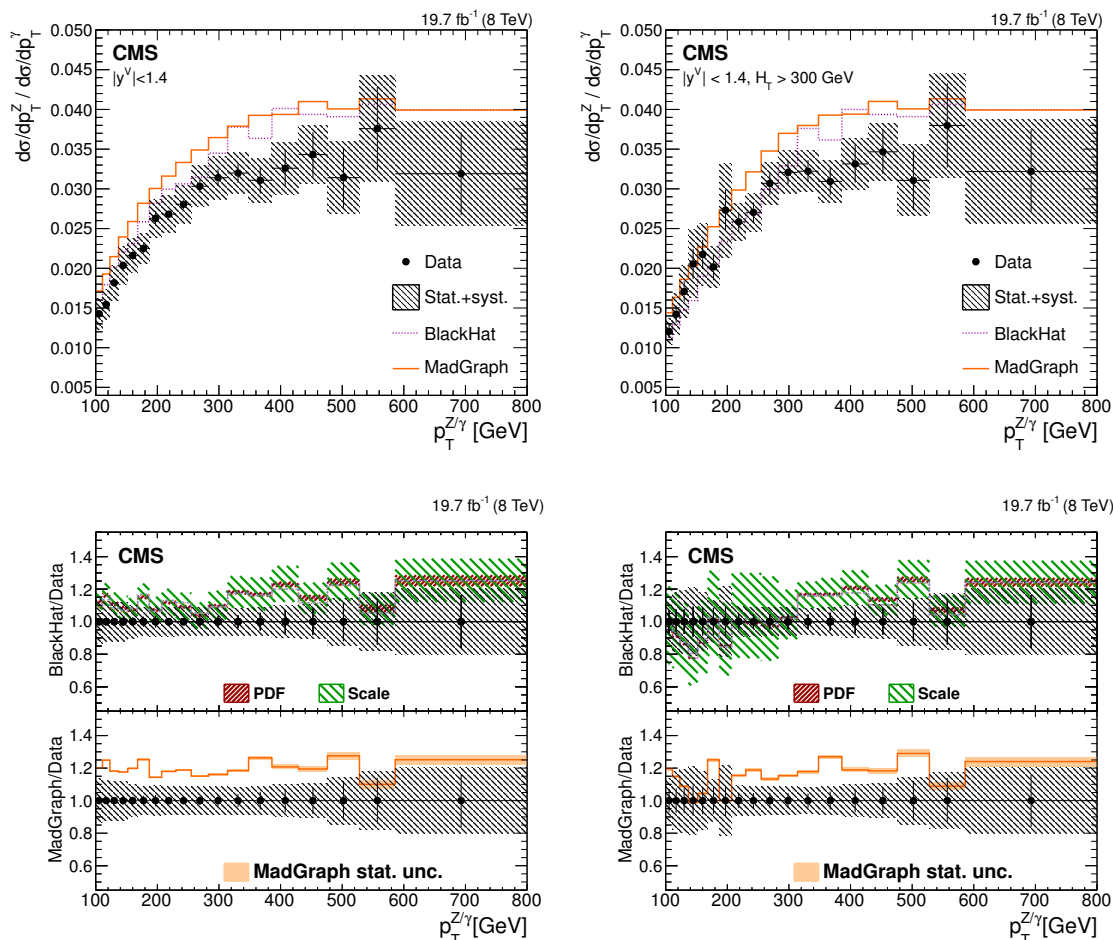 19.7 fb⁻¹ (8 TeV)
CMS
|y^V|<1.4
dσ/dp_T^Z / dσ/dp_T^γ
0.050
0.045
0.040
0.035
0.030
0.025
0.020
0.015
0.010
0.005
Data
Stat.+syst.
BlackHat
MadGraph
100 200 300 400 500 600 700 800
p_T^{Z/γ} [GeV]
19.7 fb⁻¹ (8 TeV)
CMS
|y^V| < 1.4, H_T > 300 GeV
dσ/dp_T^Z / dσ/dp_T^γ
0.050
0.045
0.040
0.035
0.030
0.025
0.020
0.015
0.010
0.005
Data
Stat.+syst.
BlackHat
MadGraph
100 200 300 400 500 600 700 800
p_T^{Z/γ} [GeV]
19.7 fb⁻¹ (8 TeV)
CMS
BlackHat/Data
1.4
1.2
1.0
0.8
0.6
PDF Scale
MadGraph/Data
1.4
1.2
1.0
0.8
0.6
MadGraph stat. unc.
100 200 300 400 500 600 700 800
p_T^{Z/γ} [GeV]
19.7 fb⁻¹ (8 TeV)
CMS
BlackHat/Data
1.4
1.2
1.0
0.8
0.6
PDF Scale
MadGraph/Data
1.4
1.2
1.0
0.8
0.6
MadGraph stat. unc.
100 200 300 400 500 600 700 800
p_T^{Z/γ} [GeV]